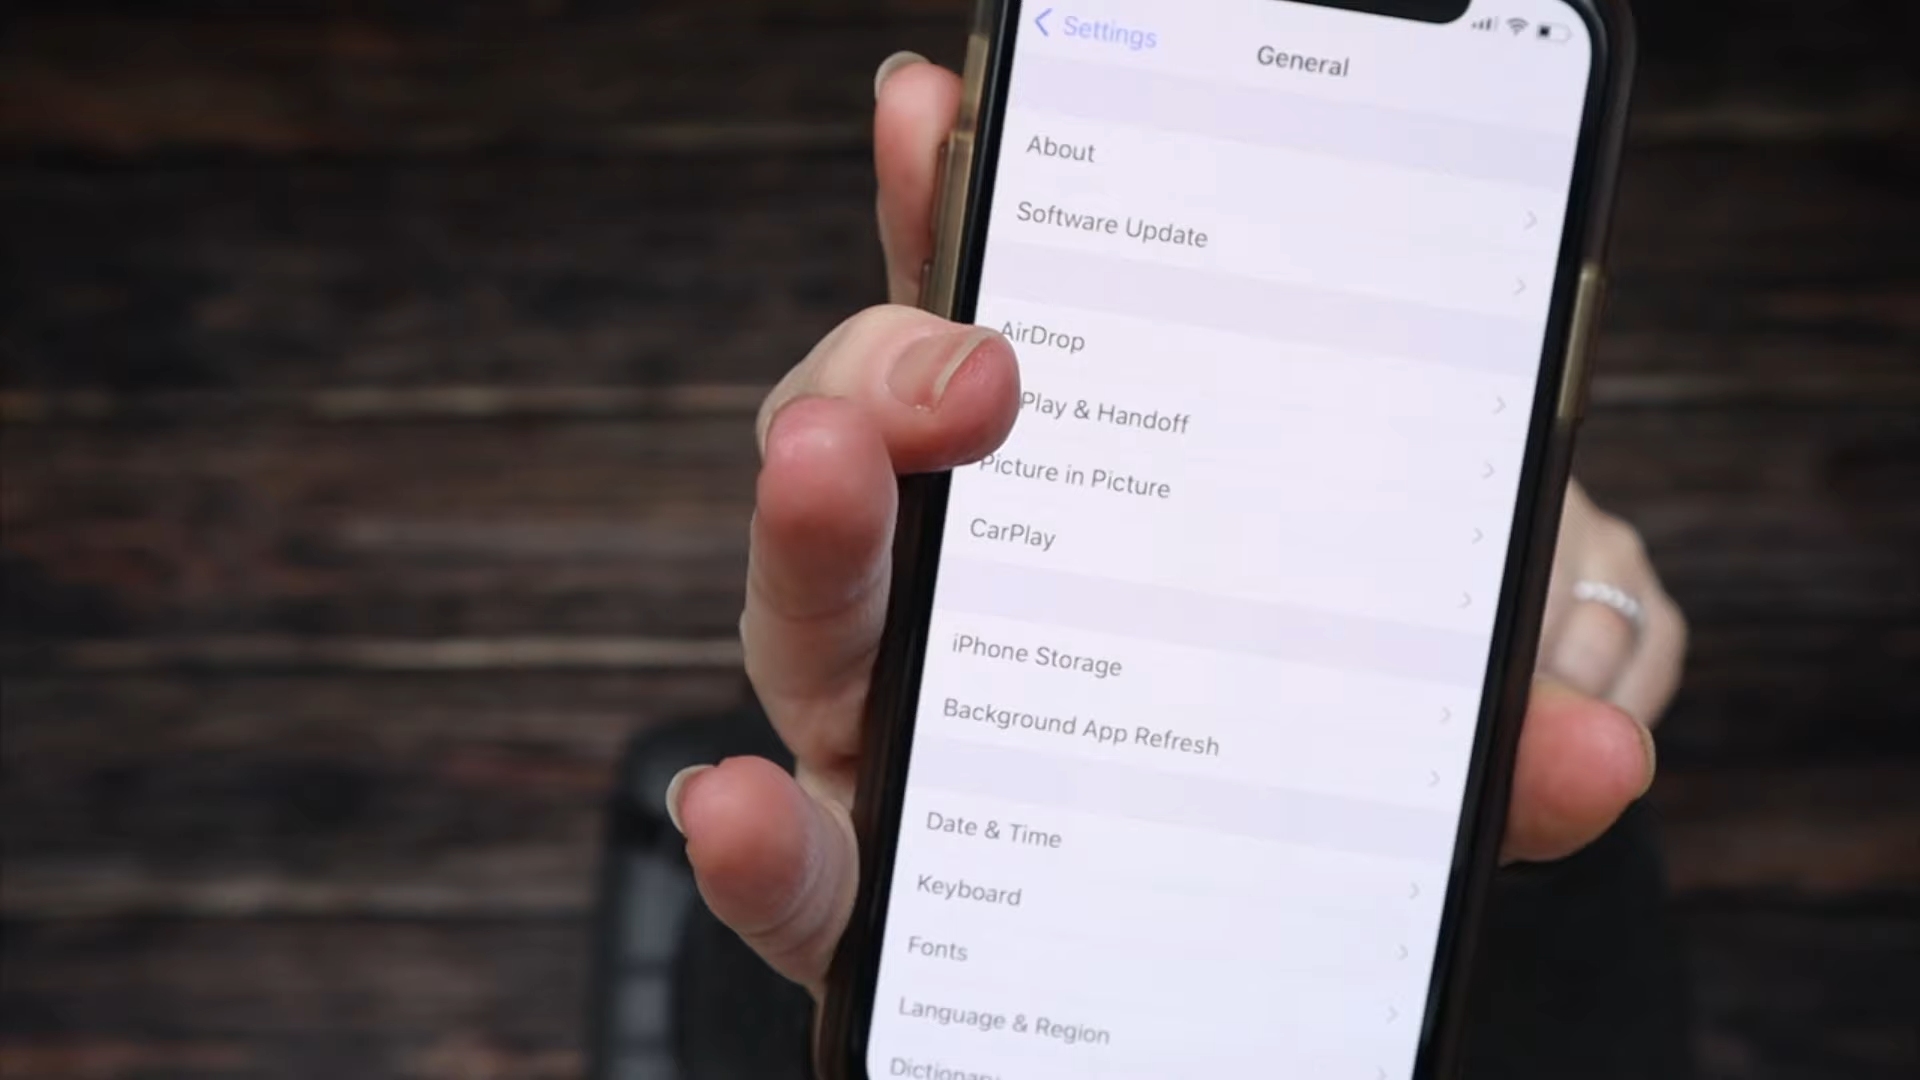 Settings
General
About
Software Update
AirDrop
Play & Handoff
Picture in Picture
CarPlay
iPhone Storage
Background App Refresh
Date & Time
Keyboard
Fonts
Language & Region
Dictionary